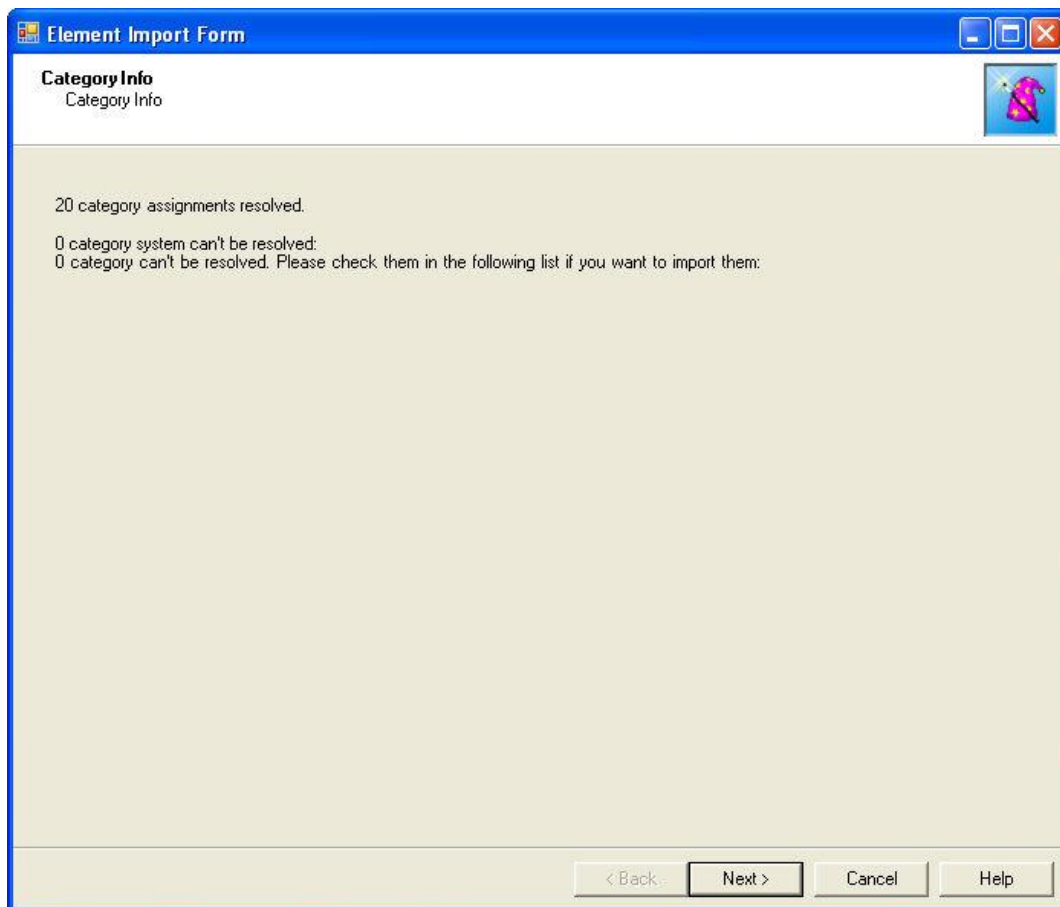 Element Import Form
Category Info
Category Info
20 category assignments resolved.
0 category system can't be resolved:
0 category can't be resolved. Please check them in the following list if you want to import them:
< Back
Next >
Cancel
Help